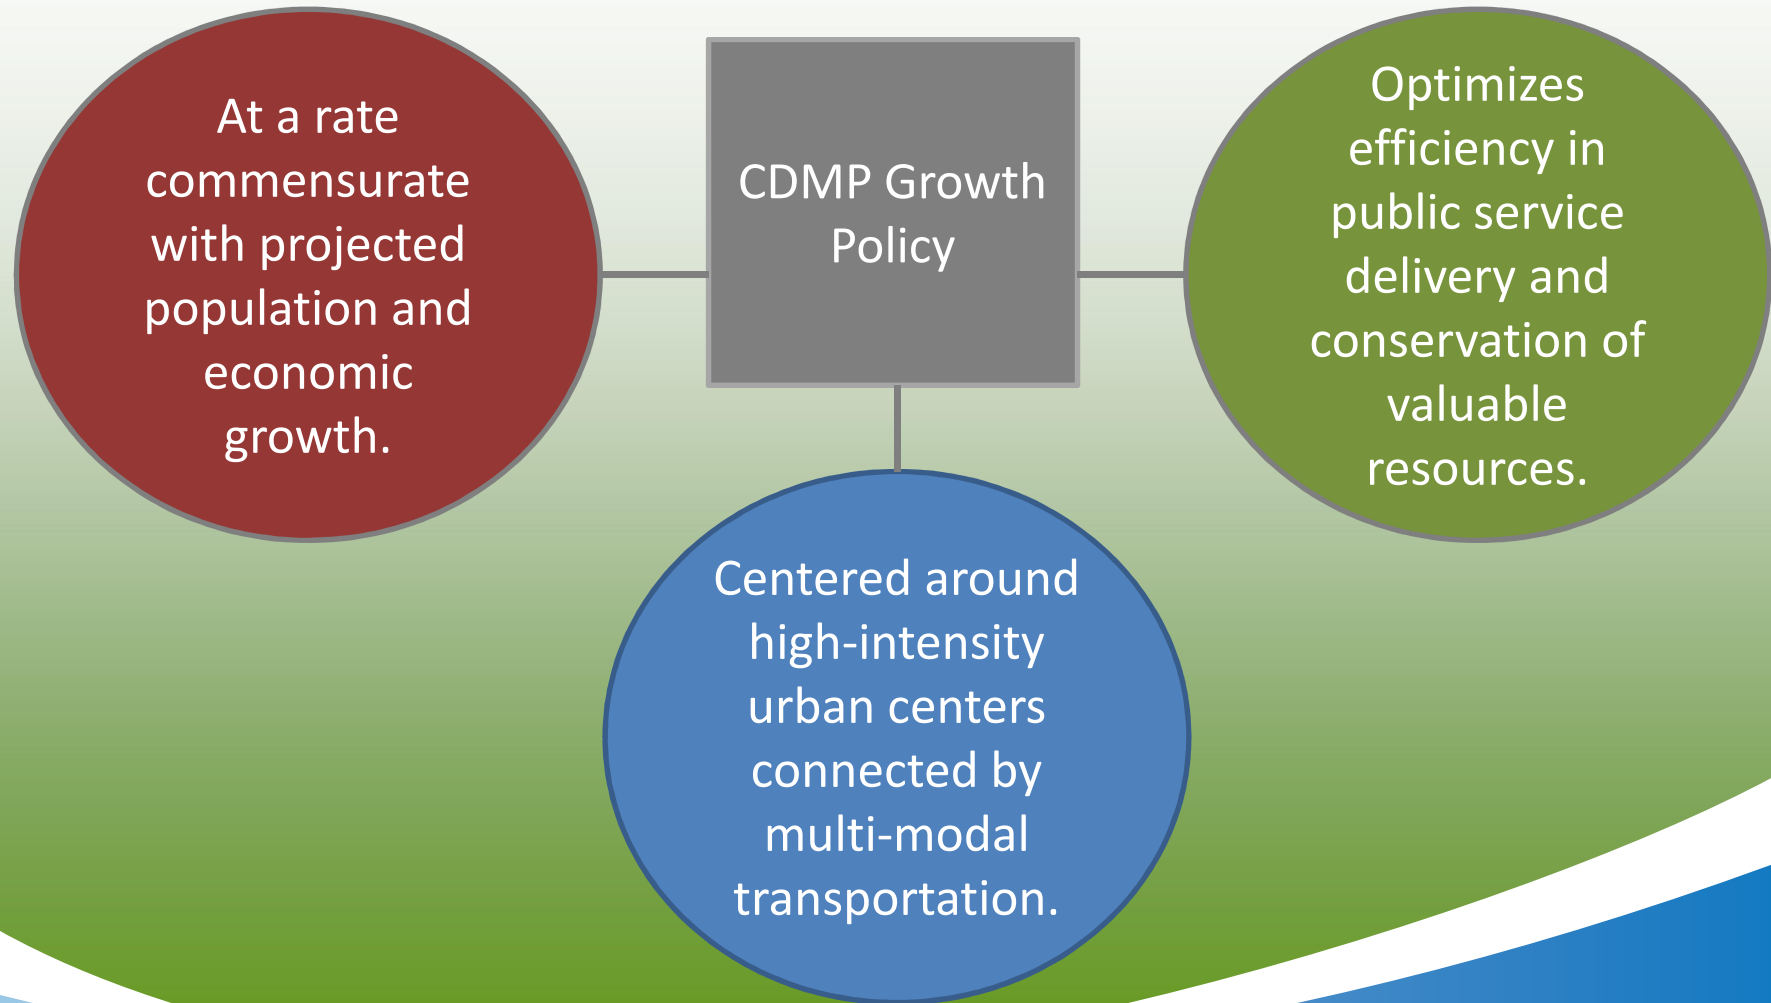 At a rate
commensurate
with projected
population and
economic
growth.
CDMP Growth
Policy
Optimizes
efficiency in
public service
delivery and
conservation of
valuable
resources.
Centered around
high-intensity
urban centers
connected by
multi-modal
transportation.